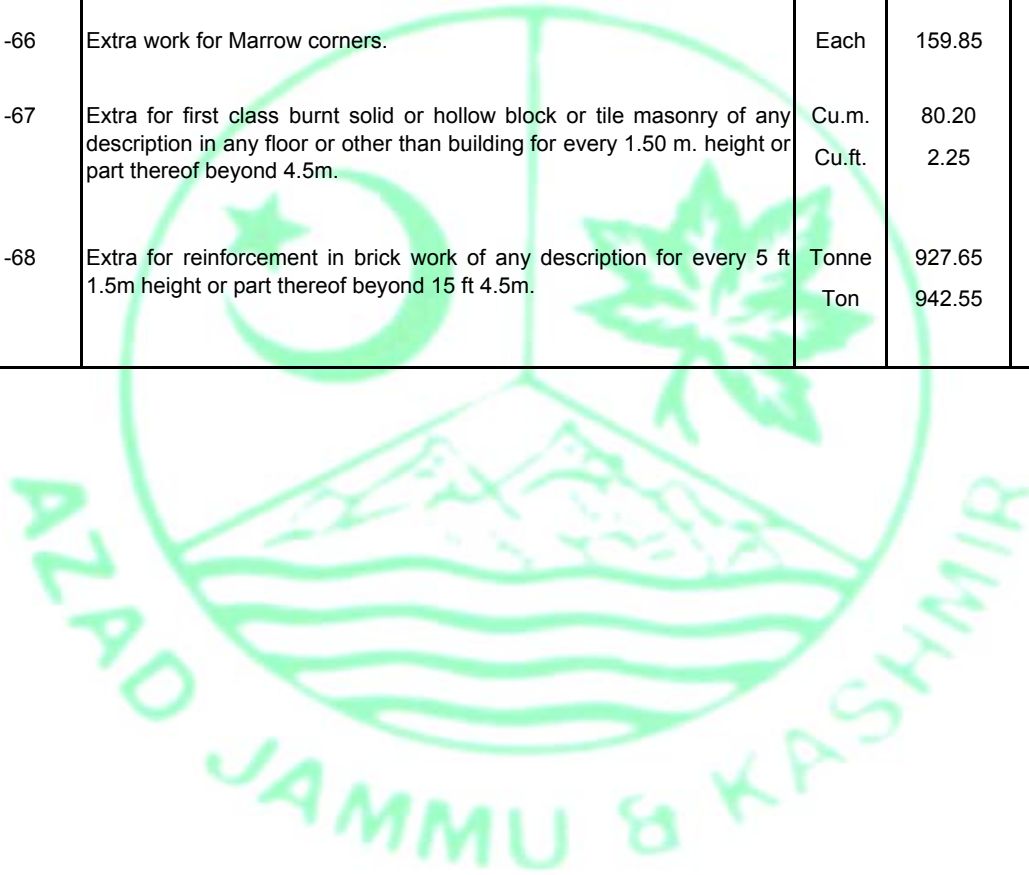 -66 Extra work for Marrow corners. Each 159.85
-67 Extra for first class burnt solid or hollow block or tile masonry of any Cu.m. 80.20
description in any floor or other than building for every 1.50 m. height or
part thereof beyond 4.5m. Cu.ft. 2.25
-68 Extra for reinforcement in brick work of any description for every 5 ft Tonne 927.65
1.5m height or part thereof beyond 15 ft 4.5m. Ton 942.55
AZAD JAMMU & KASHMIR